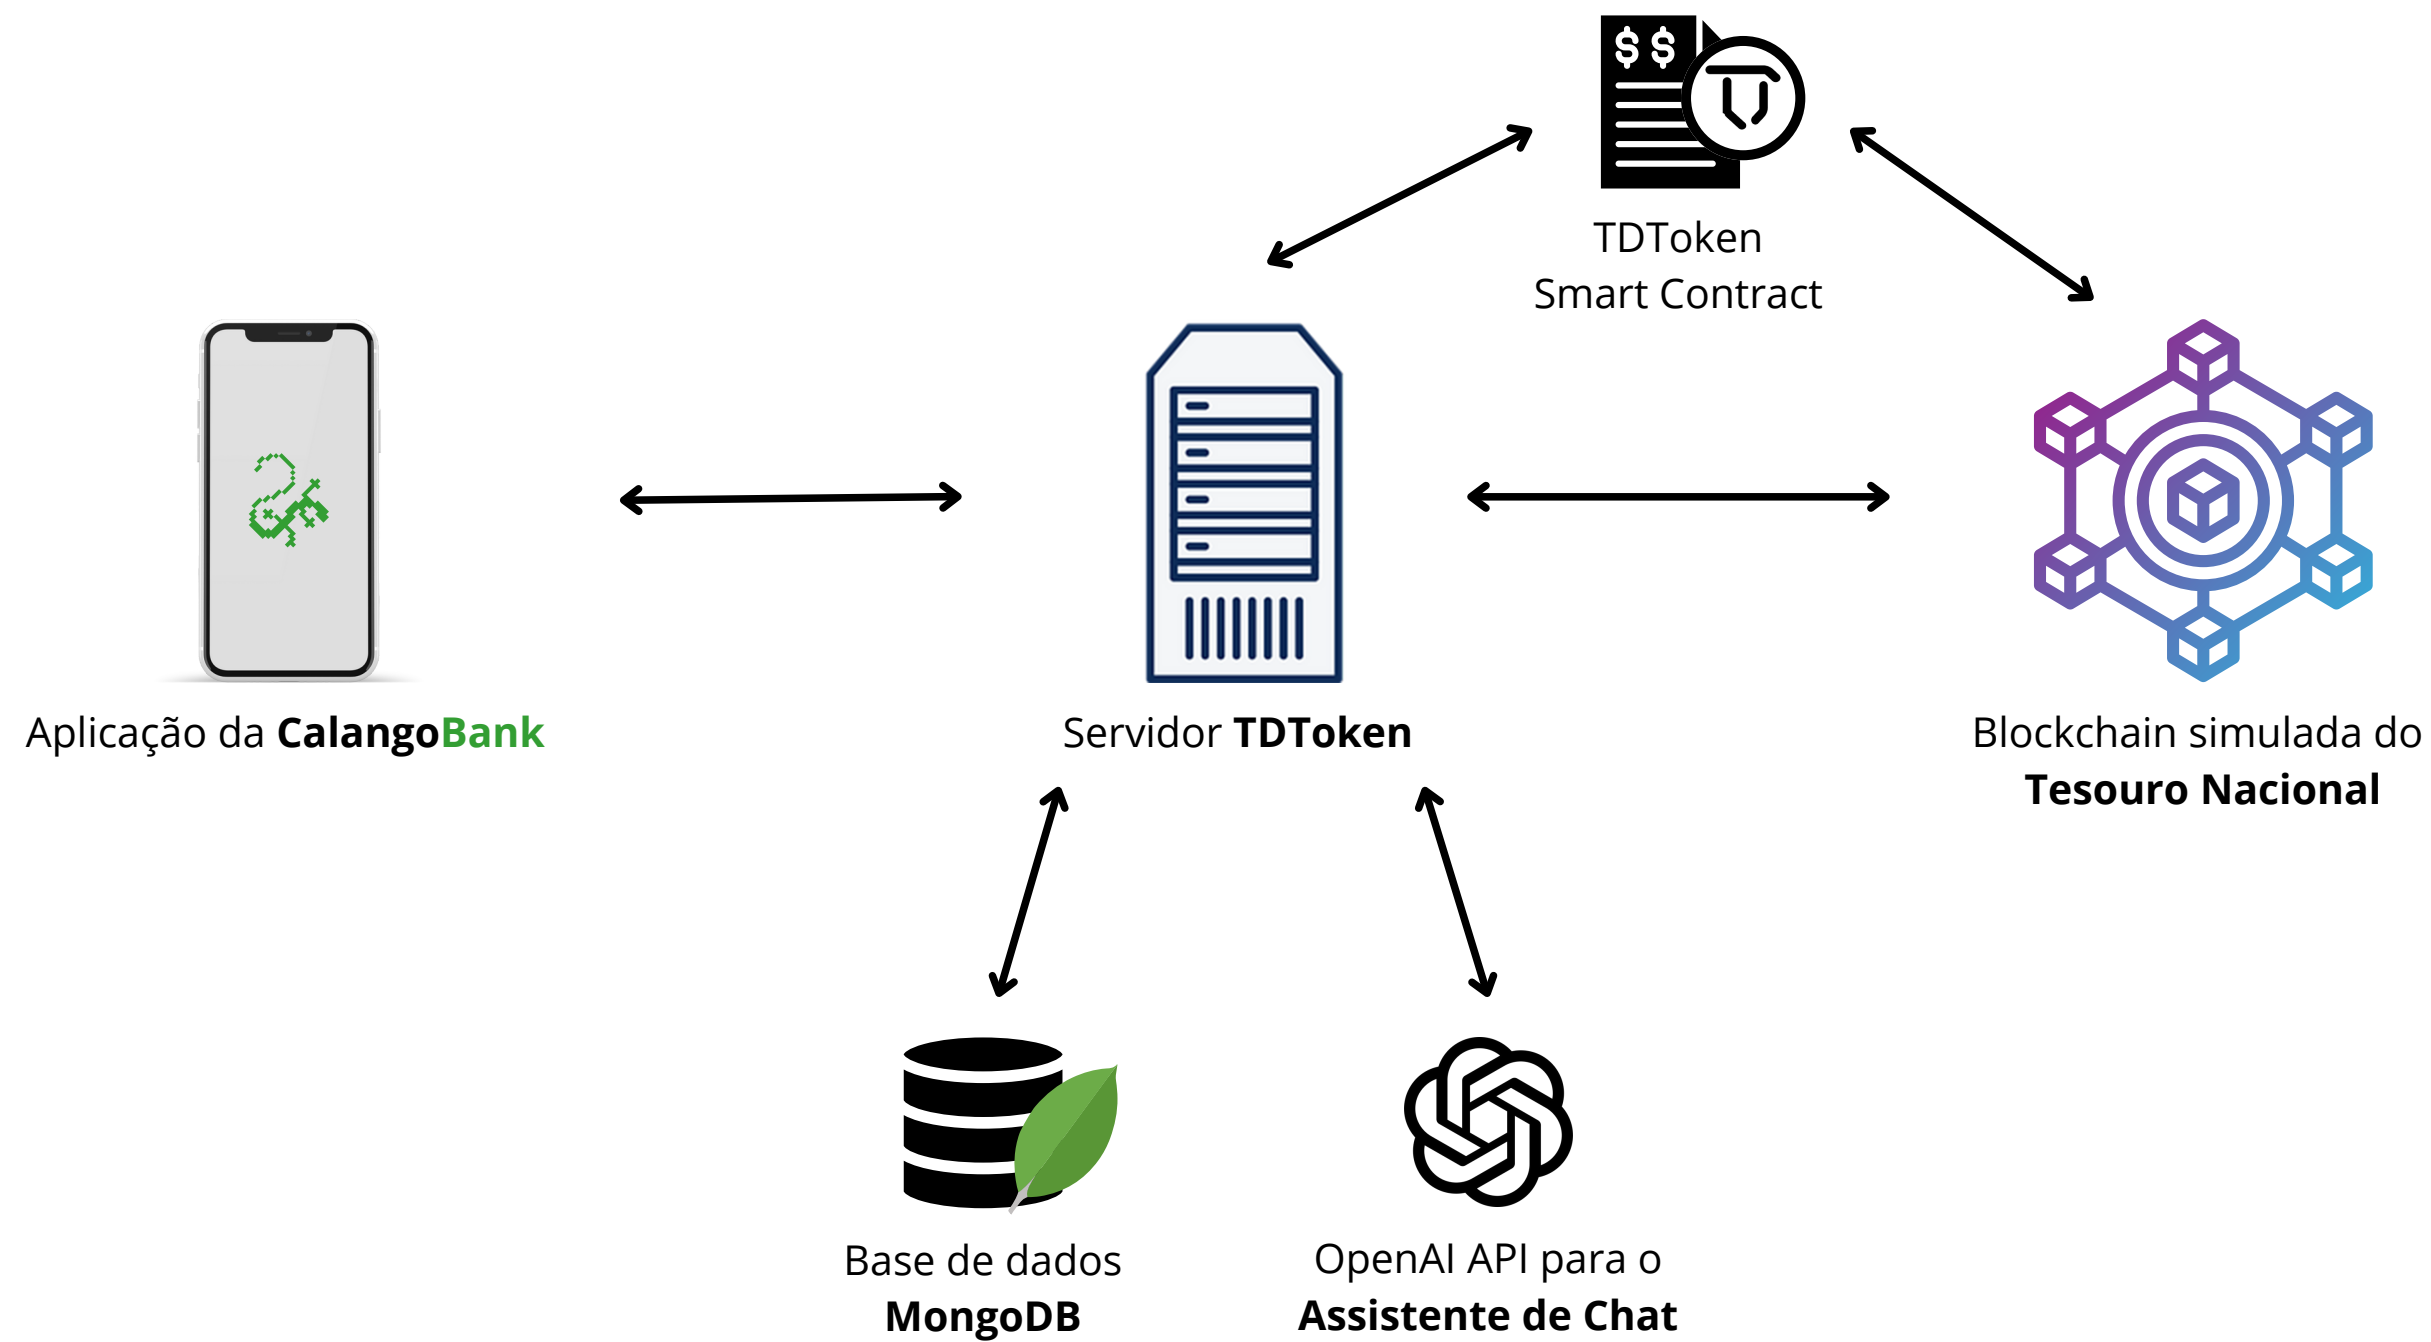 $ $
TDToken
Smart Contract
Aplicação da CalangoBank
Servidor TDToken
Blockchain simulada do
Tesouro Nacional
Base de dados
MongoDB
OpenAI API para o
Assistente de Chat